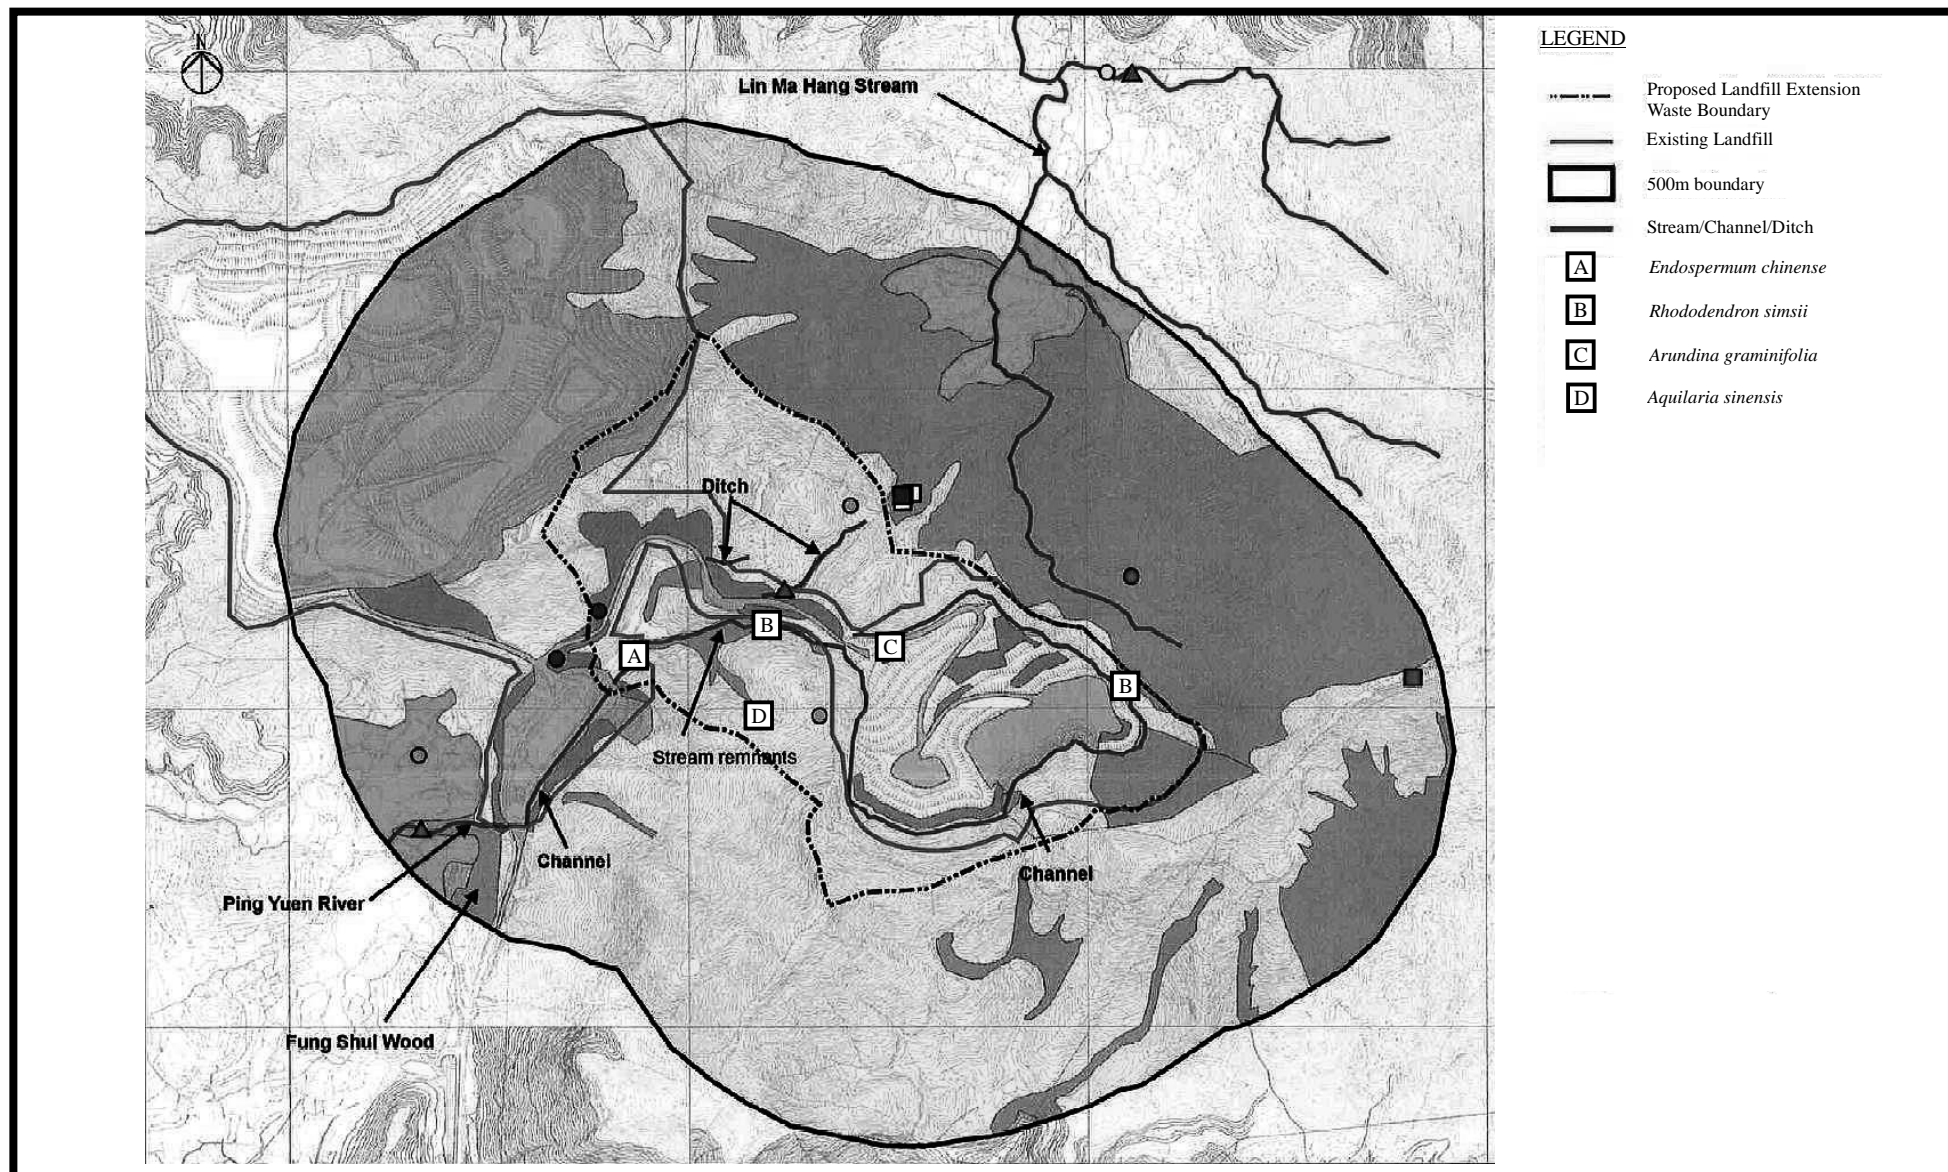 N
Lin Ma Hang Stream
Ditch
B
A
C
B
D
Stream remnants
Channel
Channel
Ping Yuen River
Fung Shui Wood
LEGEND
Proposed Landfill Extension
Waste Boundary
Existing Landfill
500m boundary
Stream/Channel/Ditch
A Endospermum chinense
B Rhododendron simsii
C Arundina graminifolia
D Aquilaria sinensis